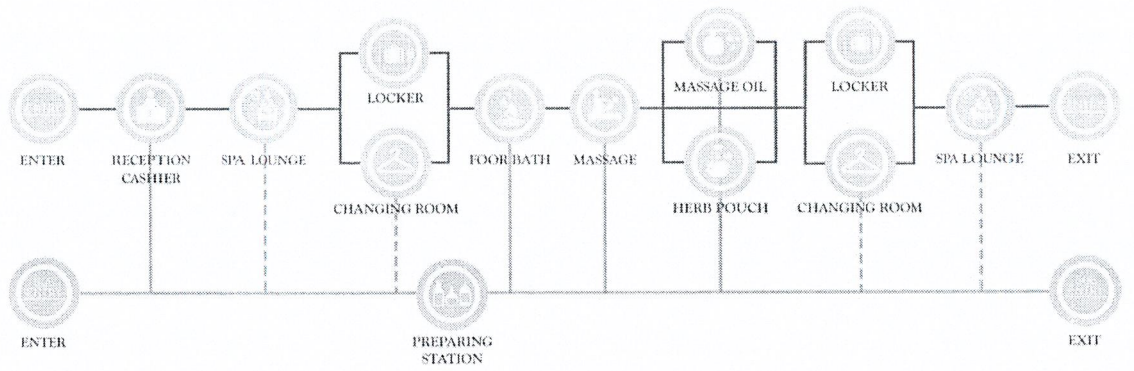 LOCKER
MASSAGE OIL
LOCKER
ENTER
RECEPTION
CASHIER
SPA LOUNGE
FOOR BATH
MASSAGE
SPA LOUNGE
EXIT
CHANGING ROOM
HERB POUCH
CHANGING ROOM
ENTER
PREPARING
STATION
EXIT